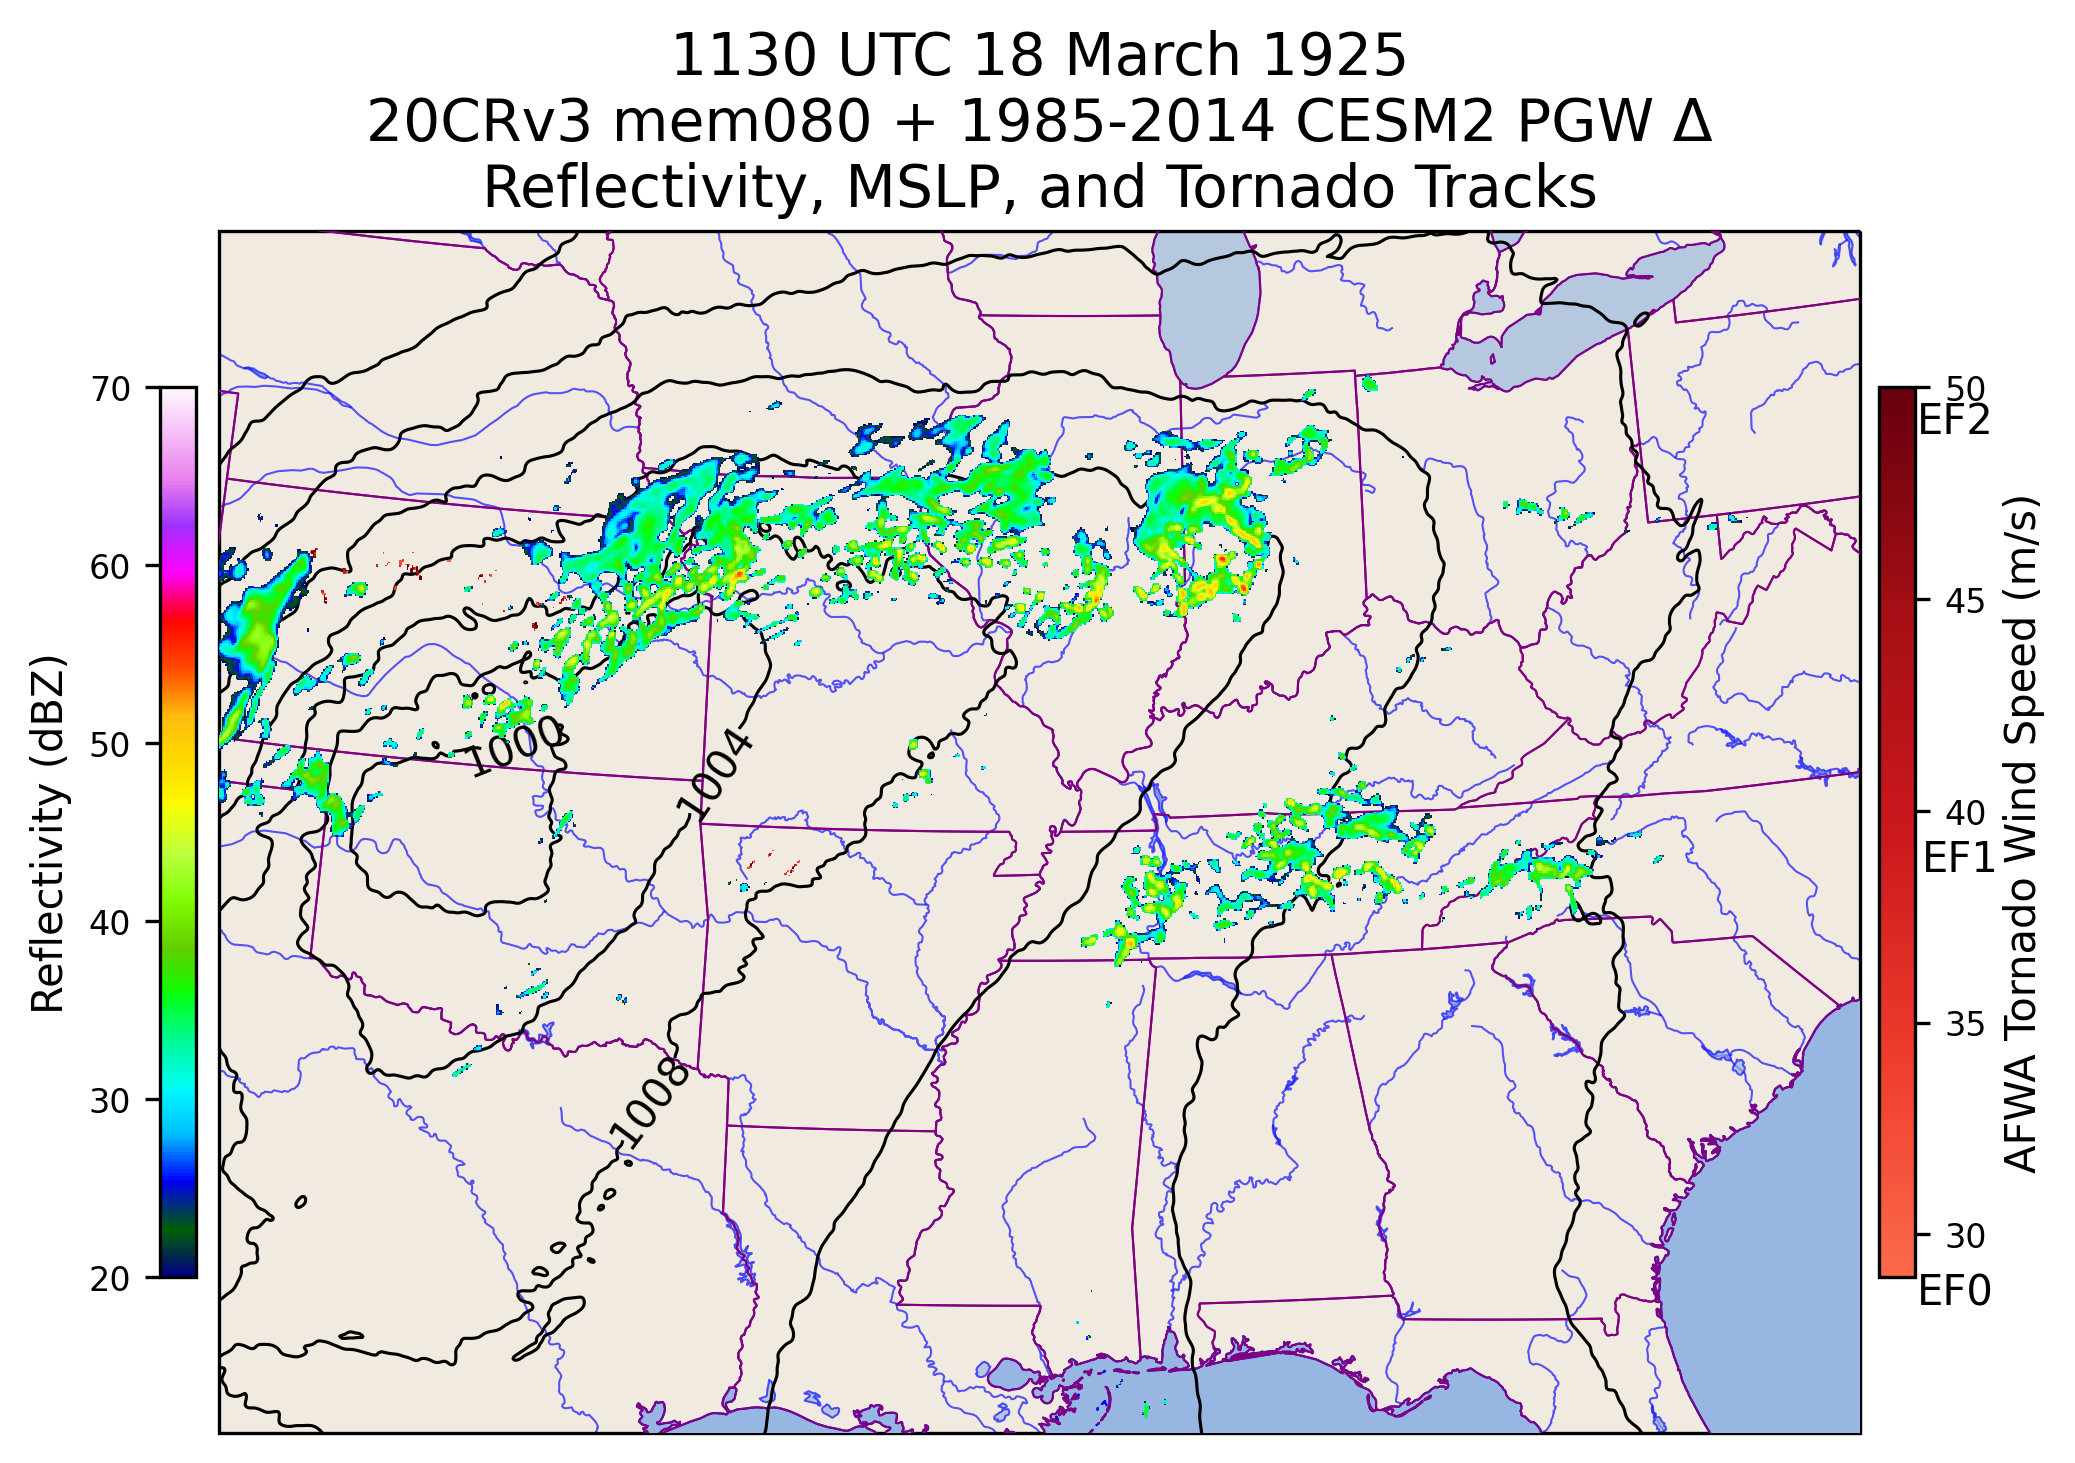 1130 UTC 18 March 1925
20CRv3 mem080 + 1985-2014 CESM2 PGW Δ
Reflectivity, MSLP, and Tornado Tracks
70
60
50
40
30
20
Reflectivity (dBZ)
1000
1004
1008
50
EF2
45
40
EF1
35
30
EF0
AFWA Tornado Wind Speed (m/s)